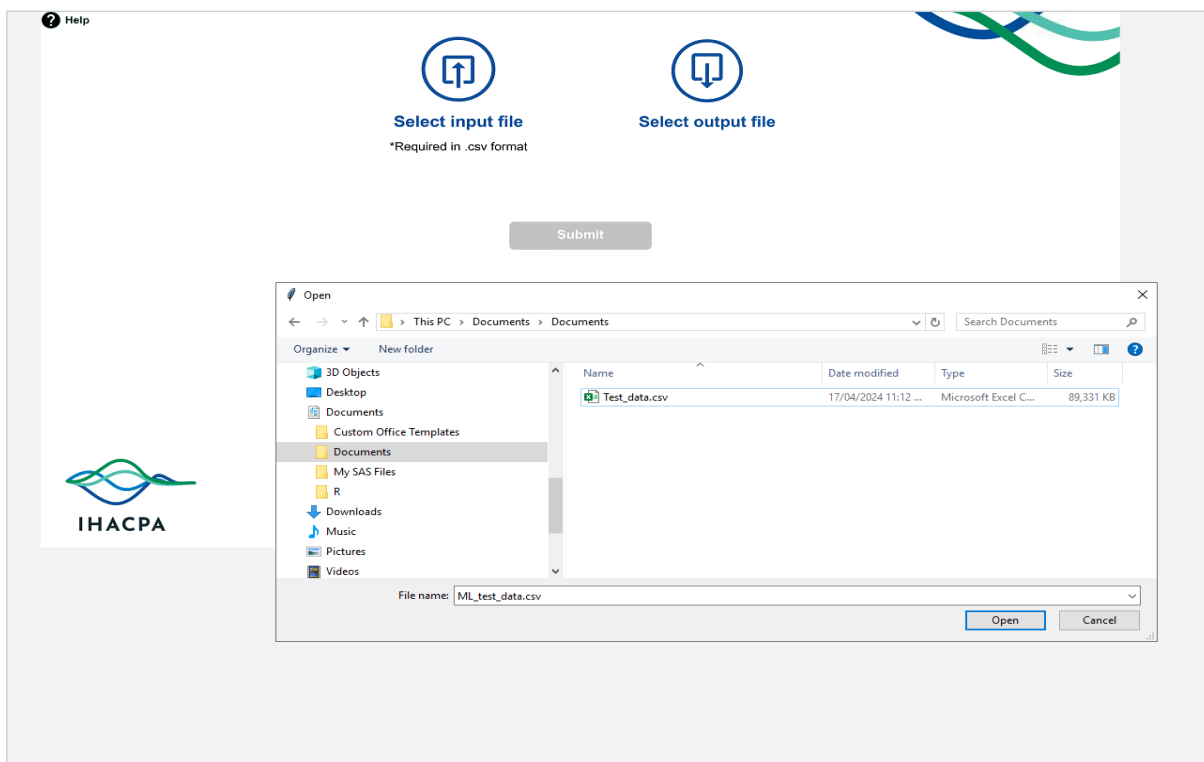 ? Help
Select input file
*Required in .csv format
Select output file
Submit
Open
This PC > Documents > Documents
Search Documents
Organize
New folder
?
3D Objects
Desktop
Documents
Custom Office Templates
Documents
My SAS Files
R
Downloads
Music
Pictures
Videos
Name Date modified Type Size
Test_data.csv 17/04/2024 11:12 ... Microsoft Excel C... 89,331 KB
File name: ML_test_data.csv
Open Cancel
IHACPA